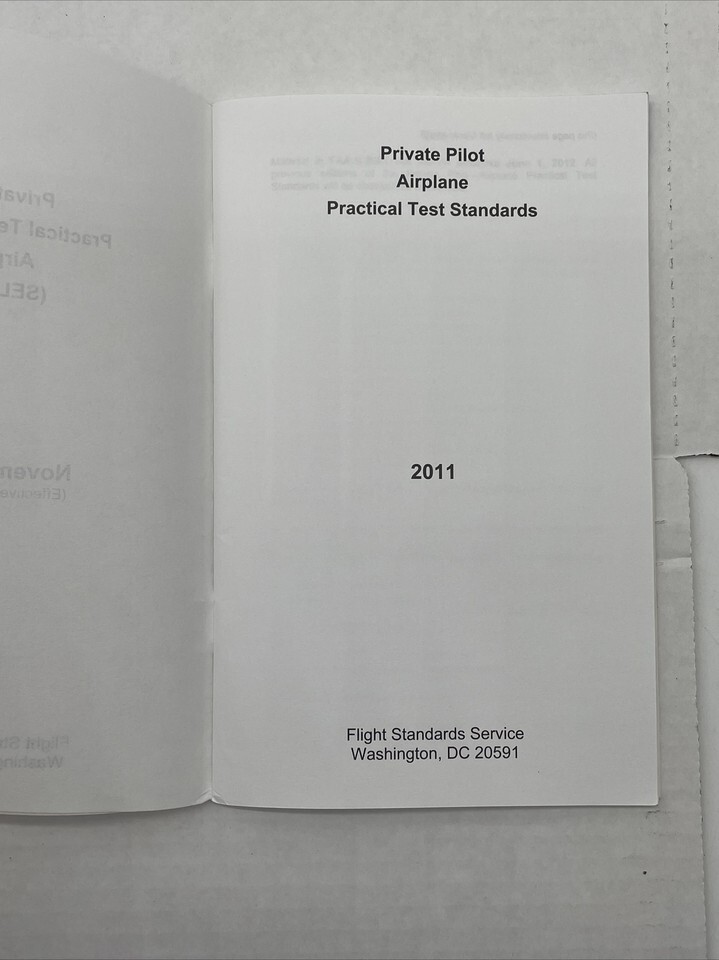 Private Pilot
Airplane
Practical Test Standards
2011
Flight Standards Service
Washington, DC 20591